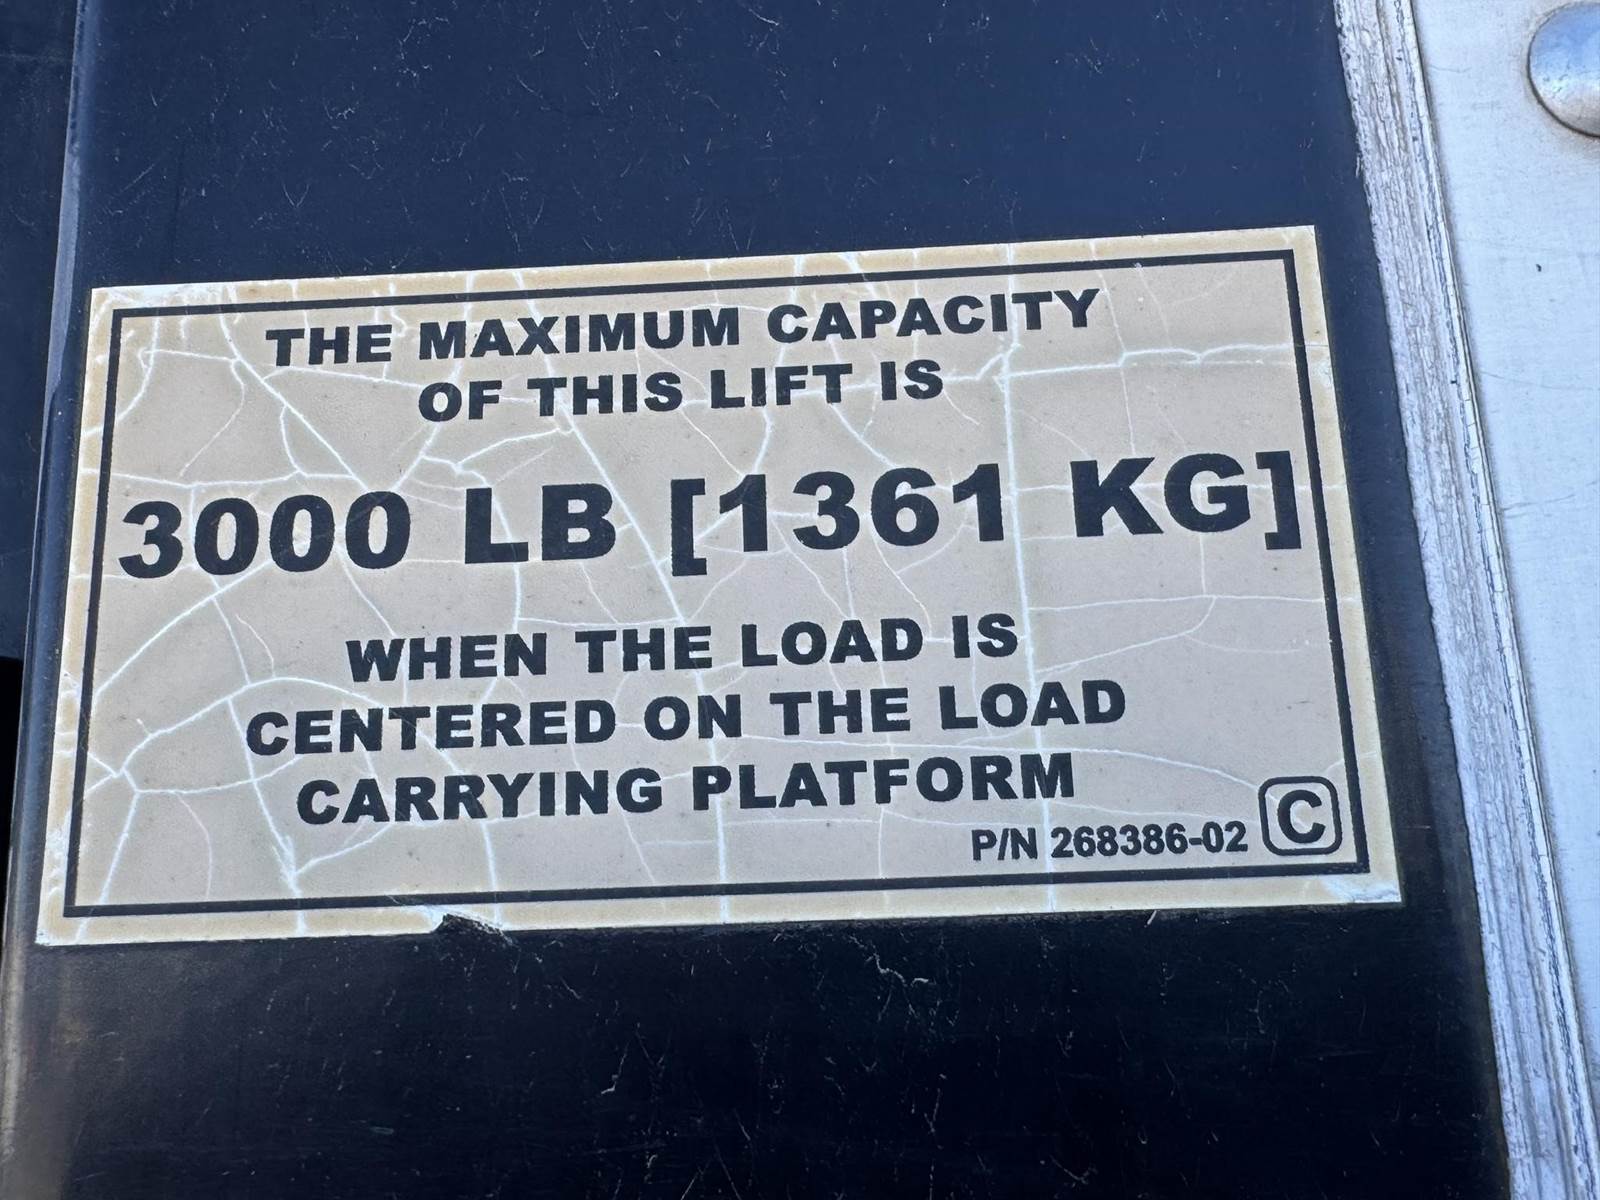 THE MAXIMUM CAPACITY
OF THIS LIFT IS
3000 LB [1361 KG]
WHEN THE LOAD IS
CENTERED ON THE LOAD
CARRYING PLATFORM
P/N 268386-02 C